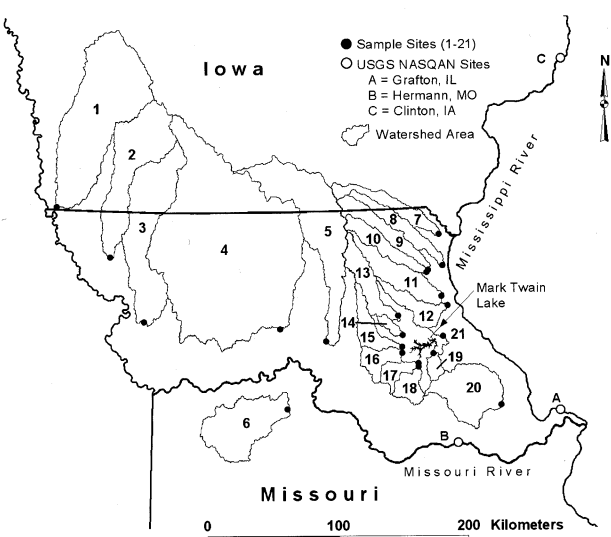 Iowa
Sample Sites (1-21)
USGS NASQAN Sites
A = Grafton, IL
B = Hermann, MO
C = Clinton, IA
Watershed Area
C
N
1
2
3
4
5
6
7
8
9
10
11
12
13
14
15
16
17
18
19
20
21
Mississippi River
Mark Twain
Lake
A
B
Missouri River
Missouri
0 100 200 Kilometers